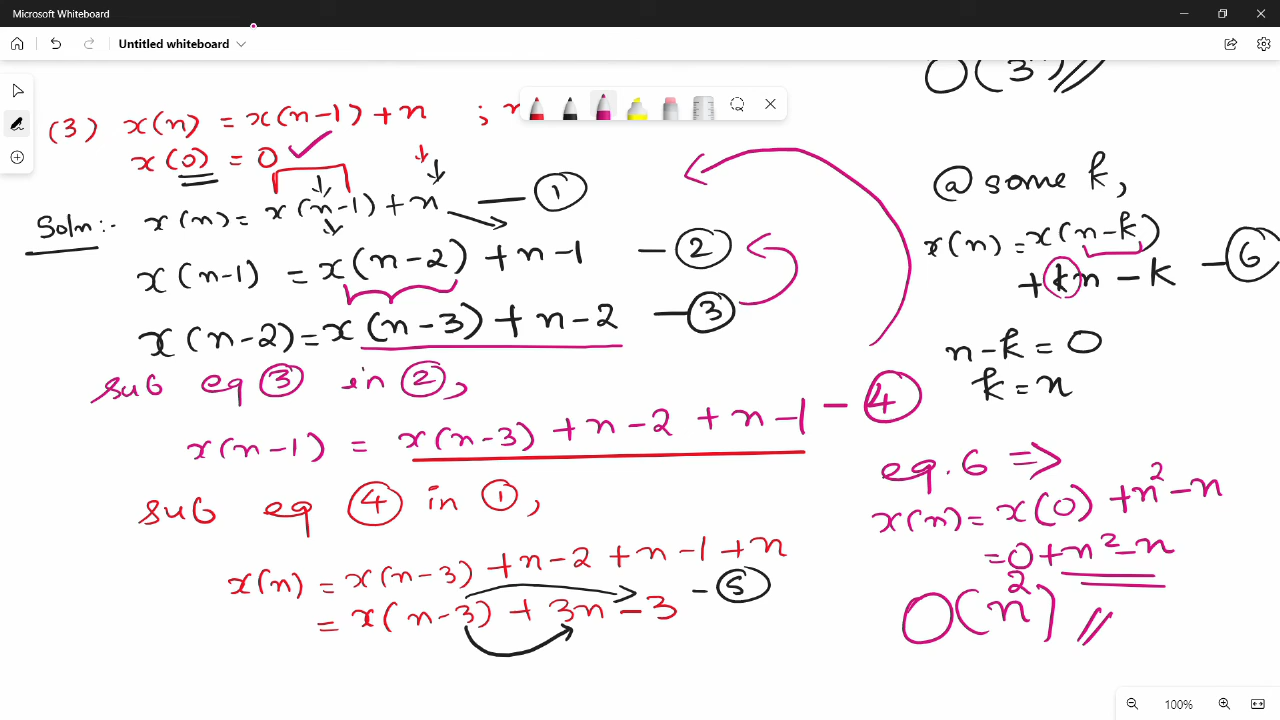 Microsoft Whiteboard
Untitled whiteboard
(3) x(n) = x(n-1) + n ;
x(0) = 0 ✓
Soln:- x(n) = x(n-1) + n — ①
x(n-1) = x(n-2) + n-1 — ②
x(n-2) = x(n-3) + n-2 — ③
sub eq ③ in ②,
x(n-1) = x(n-3) + n-2 + n-1 — ④
sub eq ④ in ①,
x(n) = x(n-3) + n-2 + n-1 + n
= x(n-3) + 3n - 3 — ⑤
@ some k,
x(n) = x(n-k)
+ kn - k — ⑥
n-k = 0
k = n
eq. 6 ⇒
x(n) = x(0) + n² - n
= 0 + n² - n
O(n²) //
100%